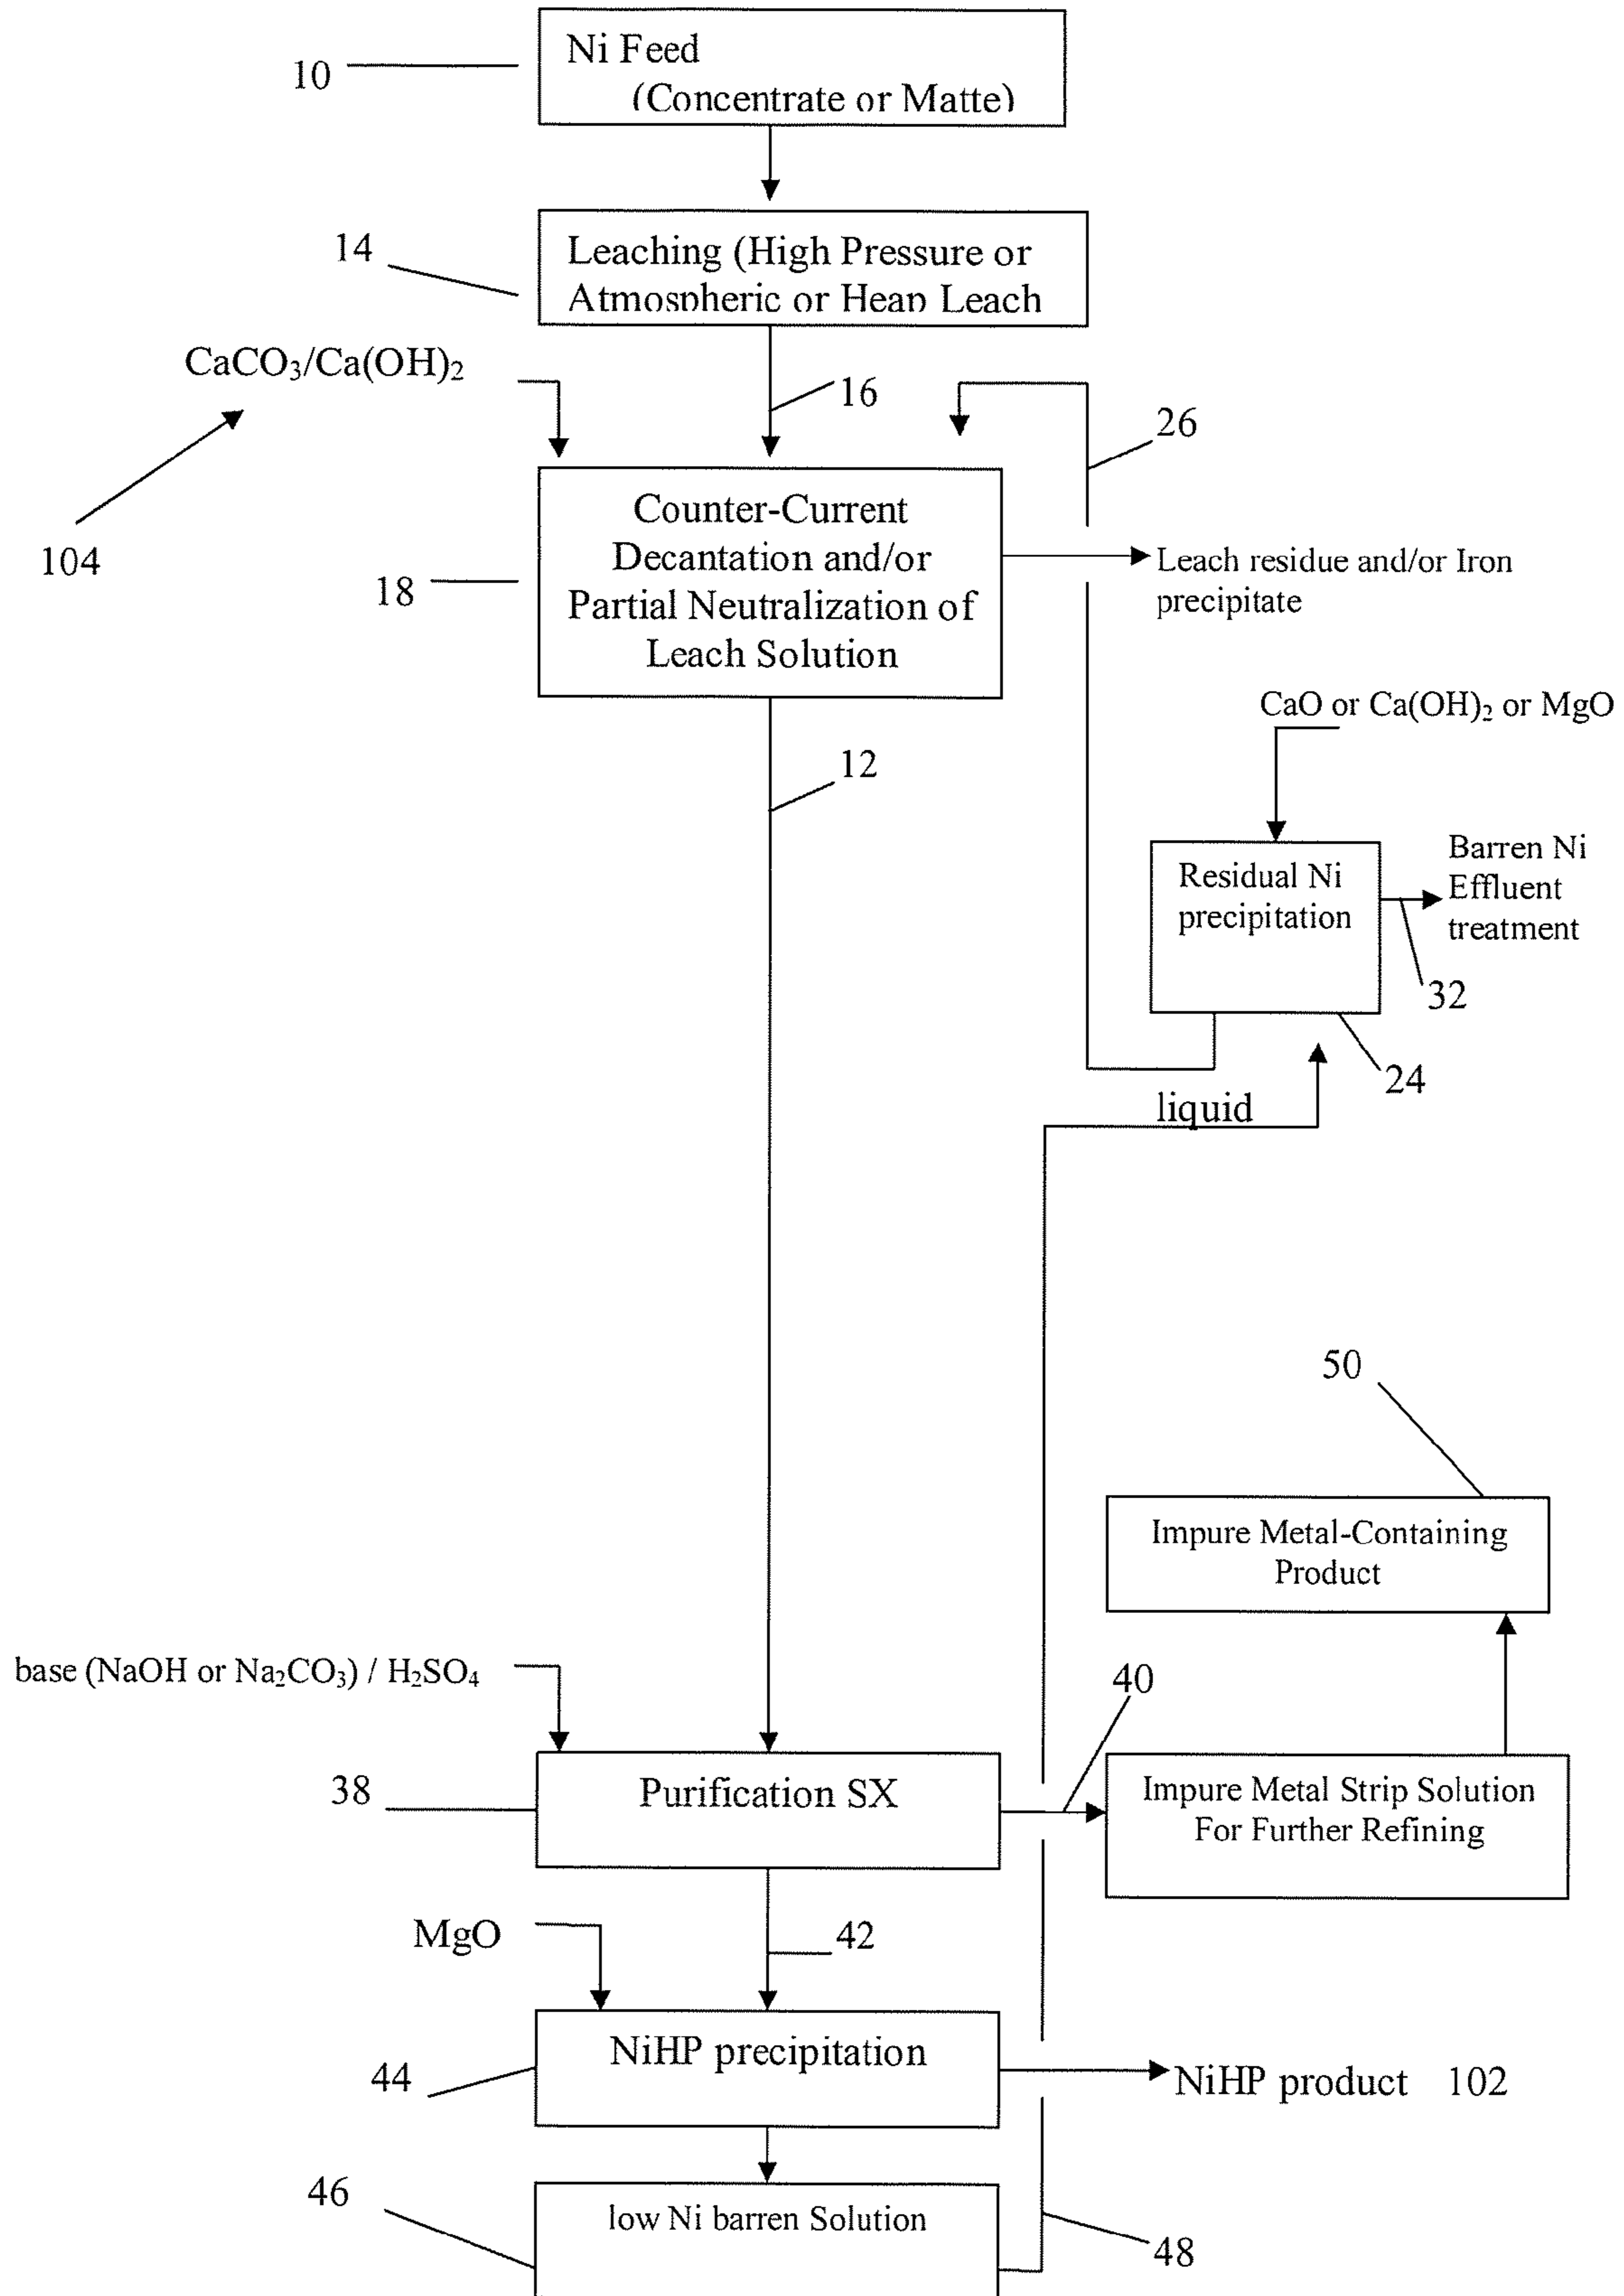 Ni Feed
(Concentrate or Matte)
10
14
Leaching (High Pressure or
Atmospheric or Heap Leach
CaCO₃/Ca(OH)₂
16
26
104
18
Counter-Current
Decantation and/or
Partial Neutralization of
Leach Solution
Leach residue and/or Iron
precipitate
CaO or Ca(OH)₂ or MgO
12
Residual Ni
precipitation
Barren Ni
Effluent
treatment
32
24
liquid
50
Impure Metal-Containing
Product
base (NaOH or Na₂CO₃) / H₂SO₄
40
38
Purification SX
Impure Metal Strip Solution
For Further Refining
MgO
42
44
NiHP precipitation
NiHP product 102
46
low Ni barren Solution
48